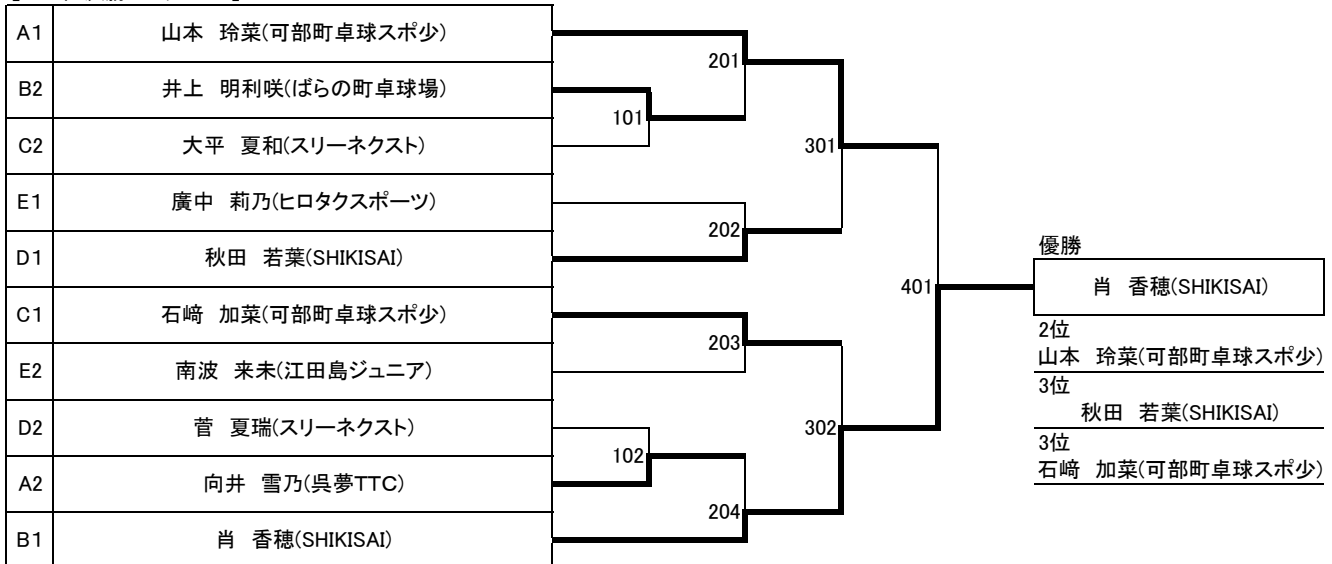 A1 山本 玲菜(可部町卓球スポ少)
B2 井上 明利咲(ばらの町卓球場)
C2 大平 夏和(スリーネクスト)
E1 廣中 莉乃(ヒロタクスポーツ)
D1 秋田 若葉(SHIKISAI)
C1 石﨑 加菜(可部町卓球スポ少)
E2 南波 来未(江田島ジュニア)
D2 菅 夏瑞(スリーネクスト)
A2 向井 雪乃(呉夢TTC)
B1 肖 香穂(SHIKISAI)
101
102
201
202
203
204
301
302
401
優勝
肖 香穂(SHIKISAI)
2位
山本 玲菜(可部町卓球スポ少)
3位
秋田 若葉(SHIKISAI)
3位
石﨑 加菜(可部町卓球スポ少)